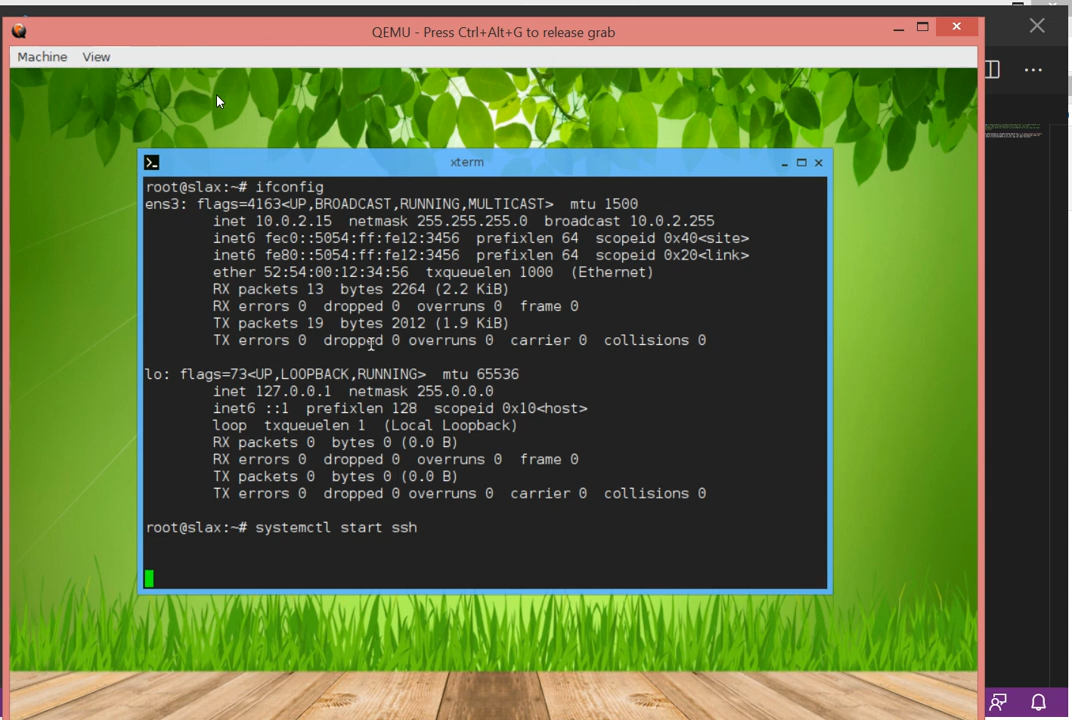 QEMU - Press Ctrl+Alt+G to release grab
Machine View
xterm
root@slax:~# ifconfig
ens3: flags=4163<UP,BROADCAST,RUNNING,MULTICAST>  mtu 1500
        inet 10.0.2.15  netmask 255.255.255.0  broadcast 10.0.2.255
        inet6 fec0::5054:ff:fe12:3456  prefixlen 64  scopeid 0x40<site>
        inet6 fe80::5054:ff:fe12:3456  prefixlen 64  scopeid 0x20<link>
        ether 52:54:00:12:34:56  txqueuelen 1000  (Ethernet)
        RX packets 13  bytes 2264 (2.2 KiB)
        RX errors 0  dropped 0  overruns 0  frame 0
        TX packets 19  bytes 2012 (1.9 KiB)
        TX errors 0  dropped 0 overruns 0  carrier 0  collisions 0
lo: flags=73<UP,LOOPBACK,RUNNING>  mtu 65536
        inet 127.0.0.1  netmask 255.0.0.0
        inet6 ::1  prefixlen 128  scopeid 0x10<host>
        loop  txqueuelen 1  (Local Loopback)
        RX packets 0  bytes 0 (0.0 B)
        RX errors 0  dropped 0  overruns 0  frame 0
        TX packets 0  bytes 0 (0.0 B)
        TX errors 0  dropped 0 overruns 0  carrier 0  collisions 0
root@slax:~# systemctl start ssh